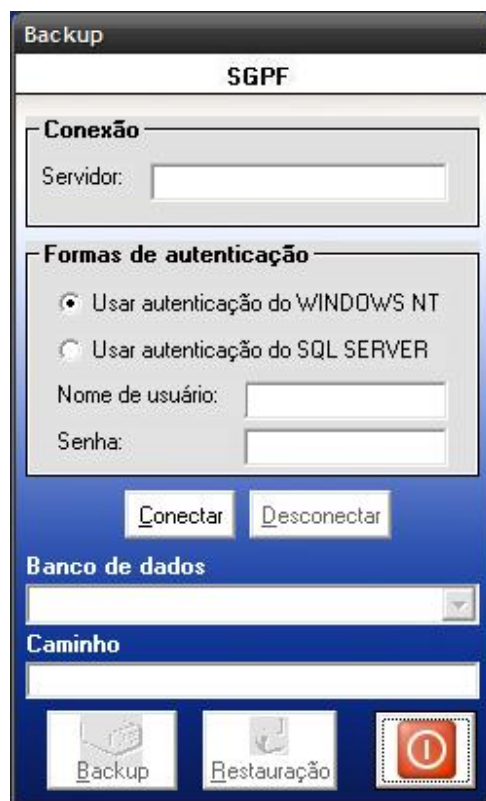 Backup
SGPF
Conexão
Servidor:
Formas de autenticação
Usar autenticação do WINDOWS NT
Usar autenticação do SQL SERVER
Nome de usuário:
Senha:
Conectar Desconectar
Banco de dados
Caminho
Backup Restauração